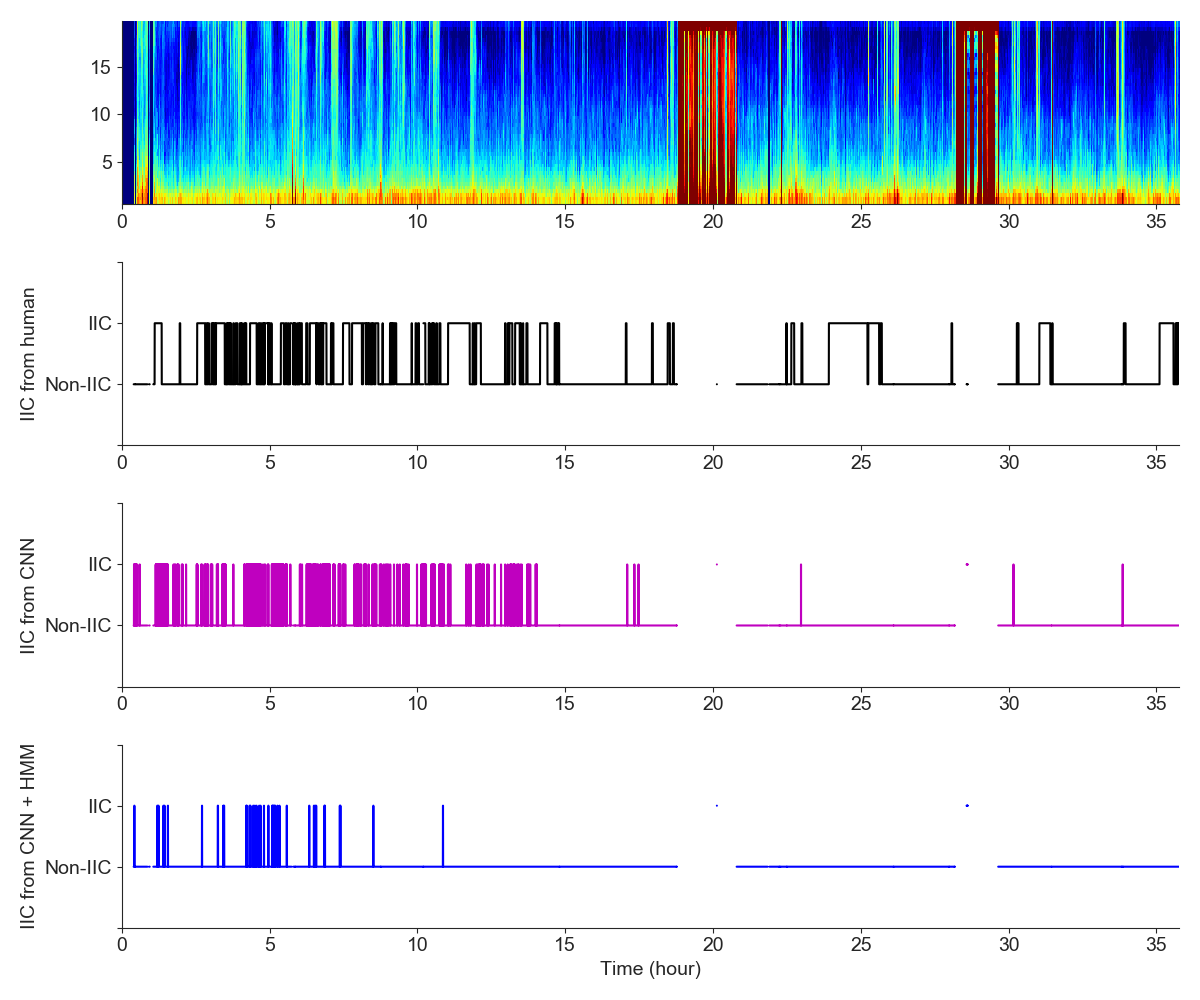 15
10
5
0 5 10 15 20 25 30 35
IIC from human
IIC
Non-IIC
0 5 10 15 20 25 30 35
IIC from CNN
IIC
Non-IIC
0 5 10 15 20 25 30 35
IIC from CNN + HMM
IIC
Non-IIC
0 5 10 15 20 25 30 35
Time (hour)